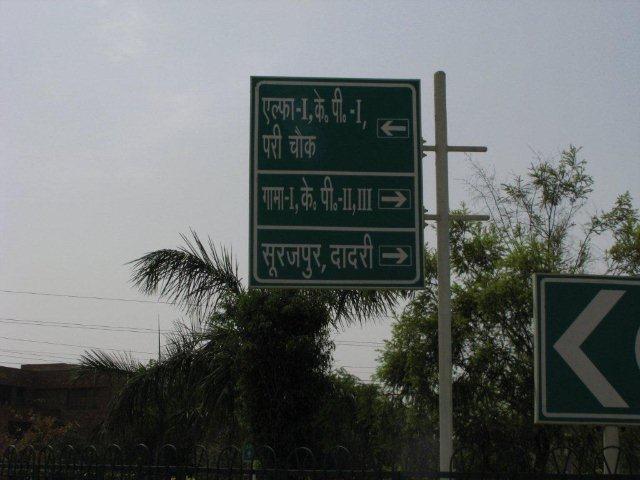 एल्फा-I, के॰ पी॰-I,
परी चौक
गामा-I, के॰ पी॰-II, III
सूरजपुर, दादरी